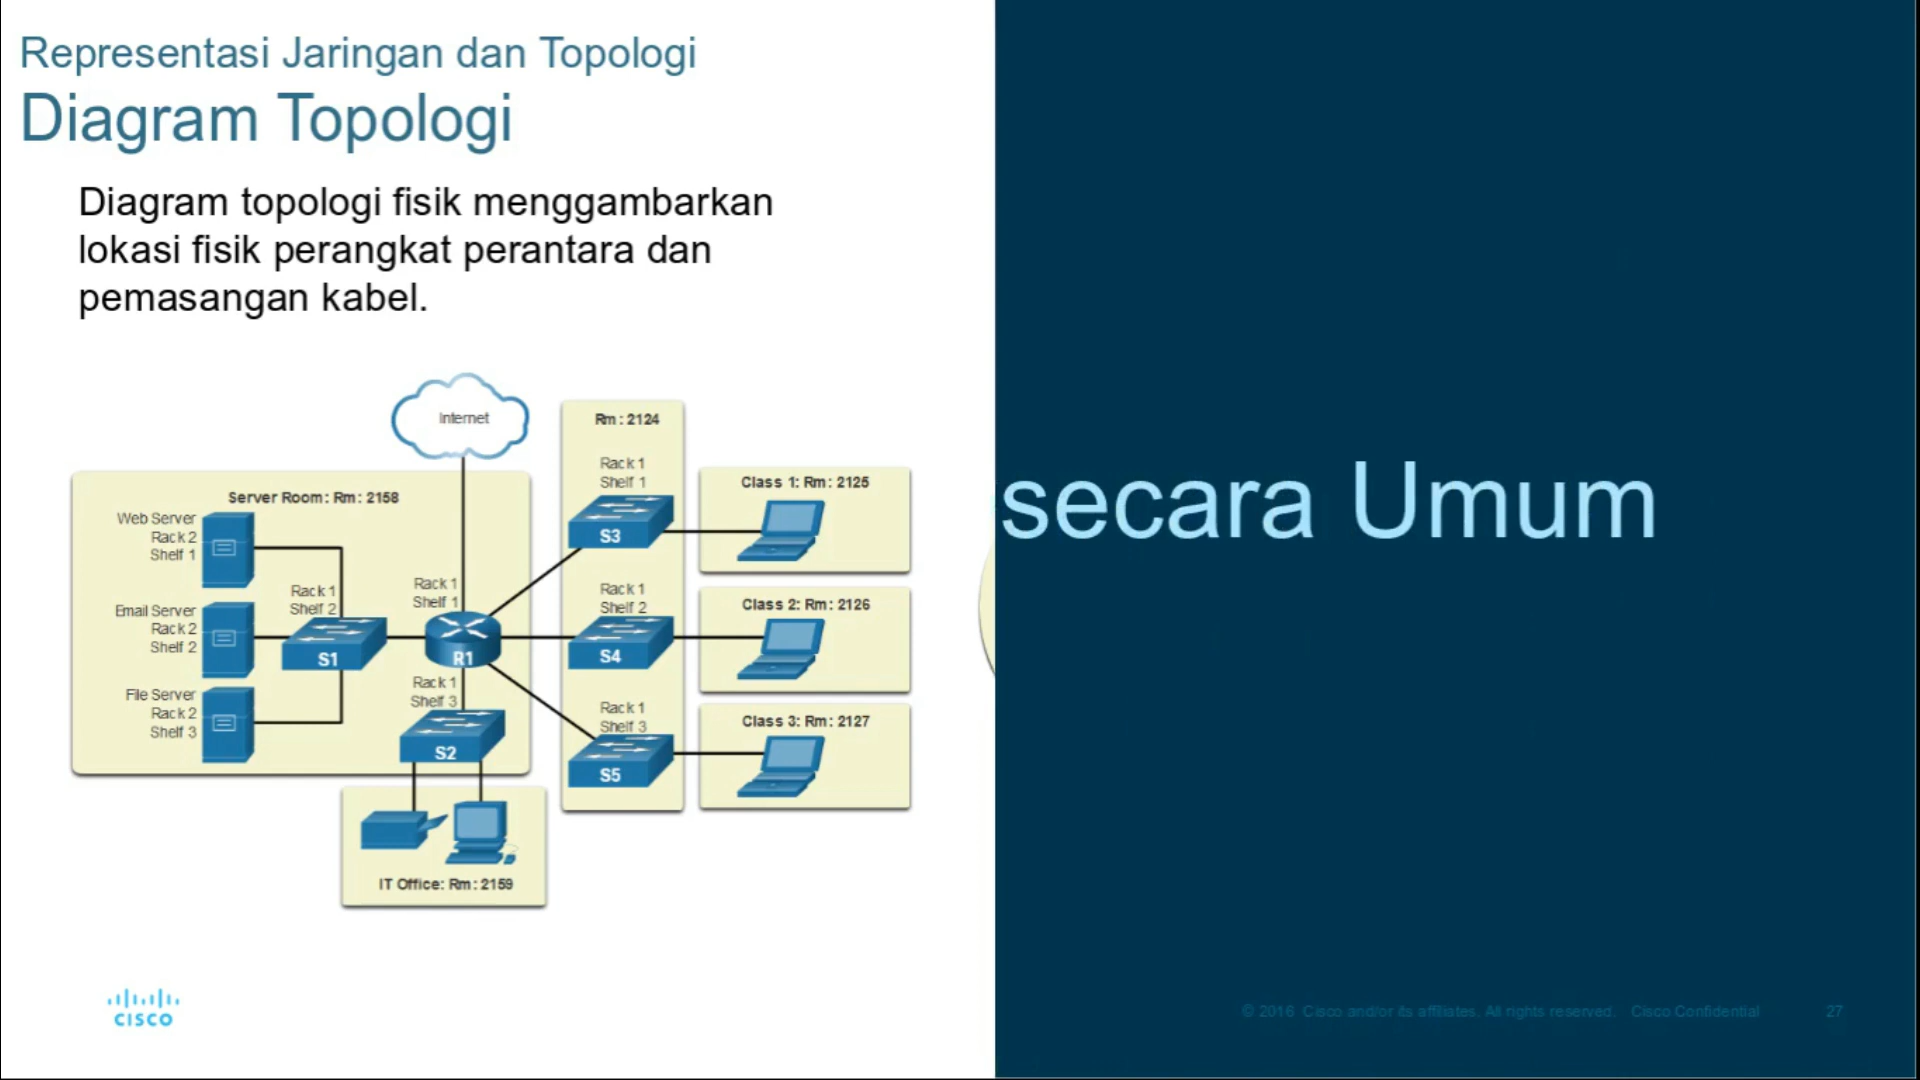 Representasi Jaringan dan Topologi
Diagram Topologi
Diagram topologi fisik menggambarkan
lokasi fisik perangkat perantara dan
pemasangan kabel.
Internet
Server Room: Rm: 2158
Web Server
Rack 2
Shelf 1
Email Server
Rack 2
Shelf 2
File Server
Rack 2
Shelf 3
Rack 1
Shelf 2
S1
Rack 1
Shelf 1
R1
Rack 1
Shelf 3
S2
IT Office: Rm: 2159
Rm: 2124
Rack 1
Shelf 1
S3
Rack 1
Shelf 2
S4
Rack 1
Shelf 3
S5
Class 1: Rm: 2125
Class 2: Rm: 2126
Class 3: Rm: 2127
secara Umum
CISCO
© 2016 Cisco and/or its affiliates. All rights reserved. Cisco Confidential
27